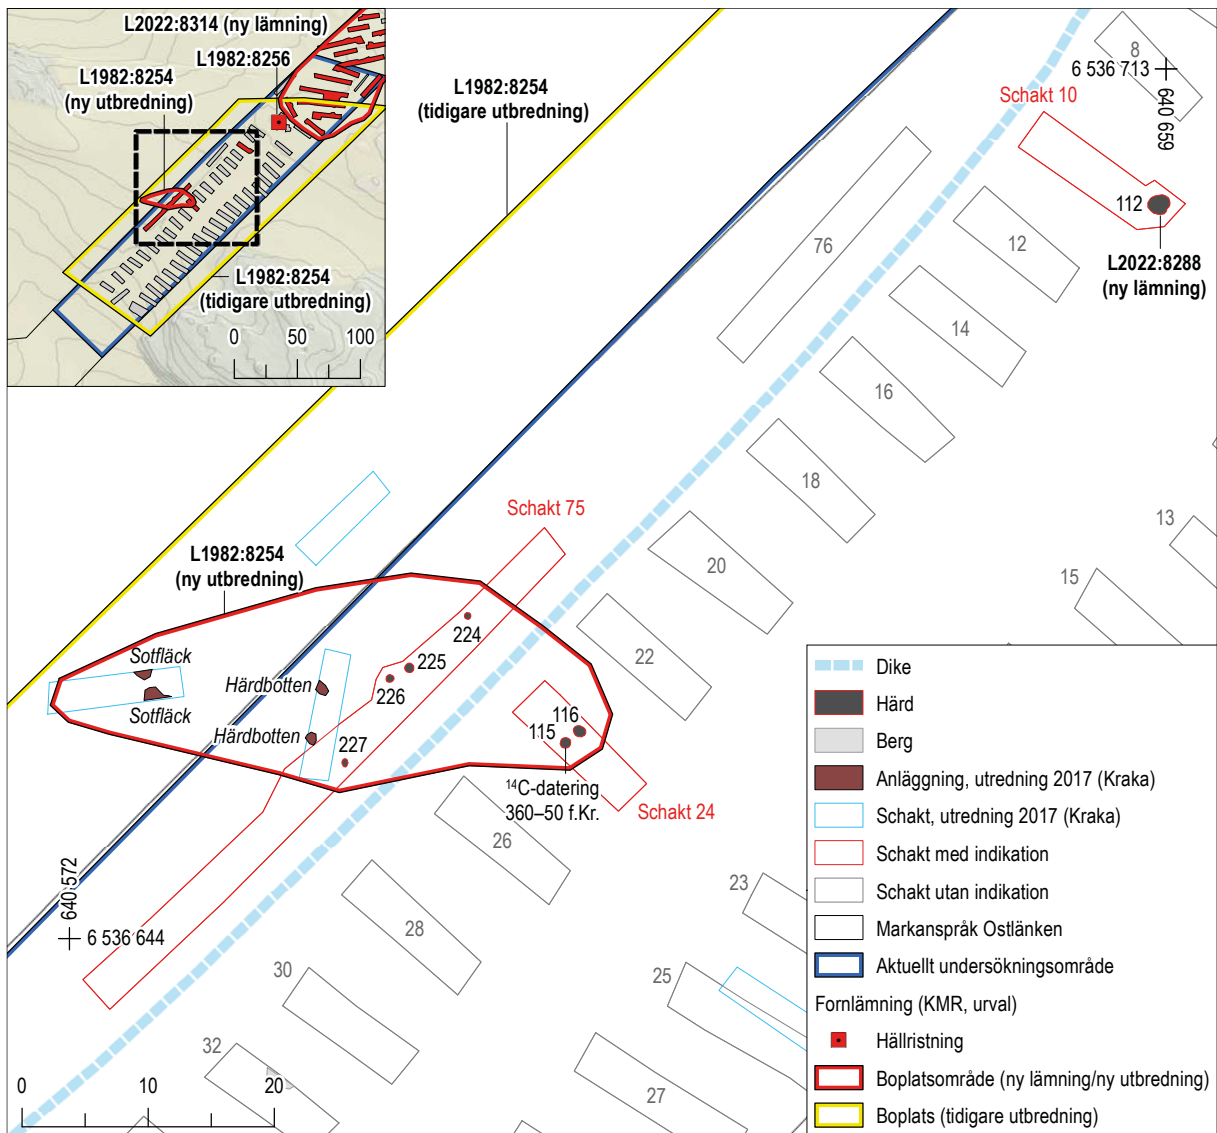 L2022:8314 (ny lämning)
L1982:8256
L1982:8254
(ny utbredning)
L1982:8254
(tidigare utbredning)
0
50
100
L1982:8254
(tidigare utbredning)
8
6 536 713
640 659
Schakt 10
112
L2022:8288
(ny lämning)
76
12
14
16
18
20
22
13
15
Schakt 75
L1982:8254
(ny utbredning)
Sotfläck
Sotfläck
Härdbotten
Härdbotten
224
225
226
227
116
115
14C-datering
360–50 f.Kr.
Schakt 24
26
28
30
32
23
25
27
640 572
6 536 644
0
10
20
Dike
Härd
Berg
Anläggning, utredning 2017 (Kraka)
Schakt, utredning 2017 (Kraka)
Schakt med indikation
Schakt utan indikation
Markanspråk Ostlänken
Aktuellt undersökningsområde
Fornlämning (KMR, urval)
Hällristning
Boplatsområde (ny lämning/ny utbredning)
Boplats (tidigare utbredning)